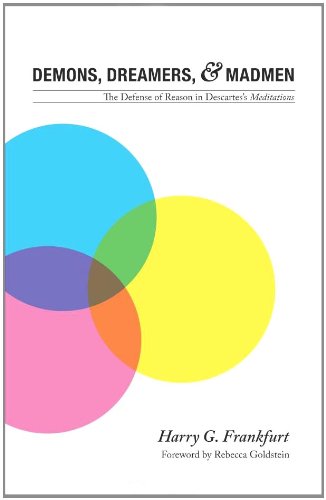 DEMONS, DREAMERS, & MADMEN
The Defense of Reason in Descartes's Meditations
Harry G. Frankfurt
Foreword by Rebecca Goldstein